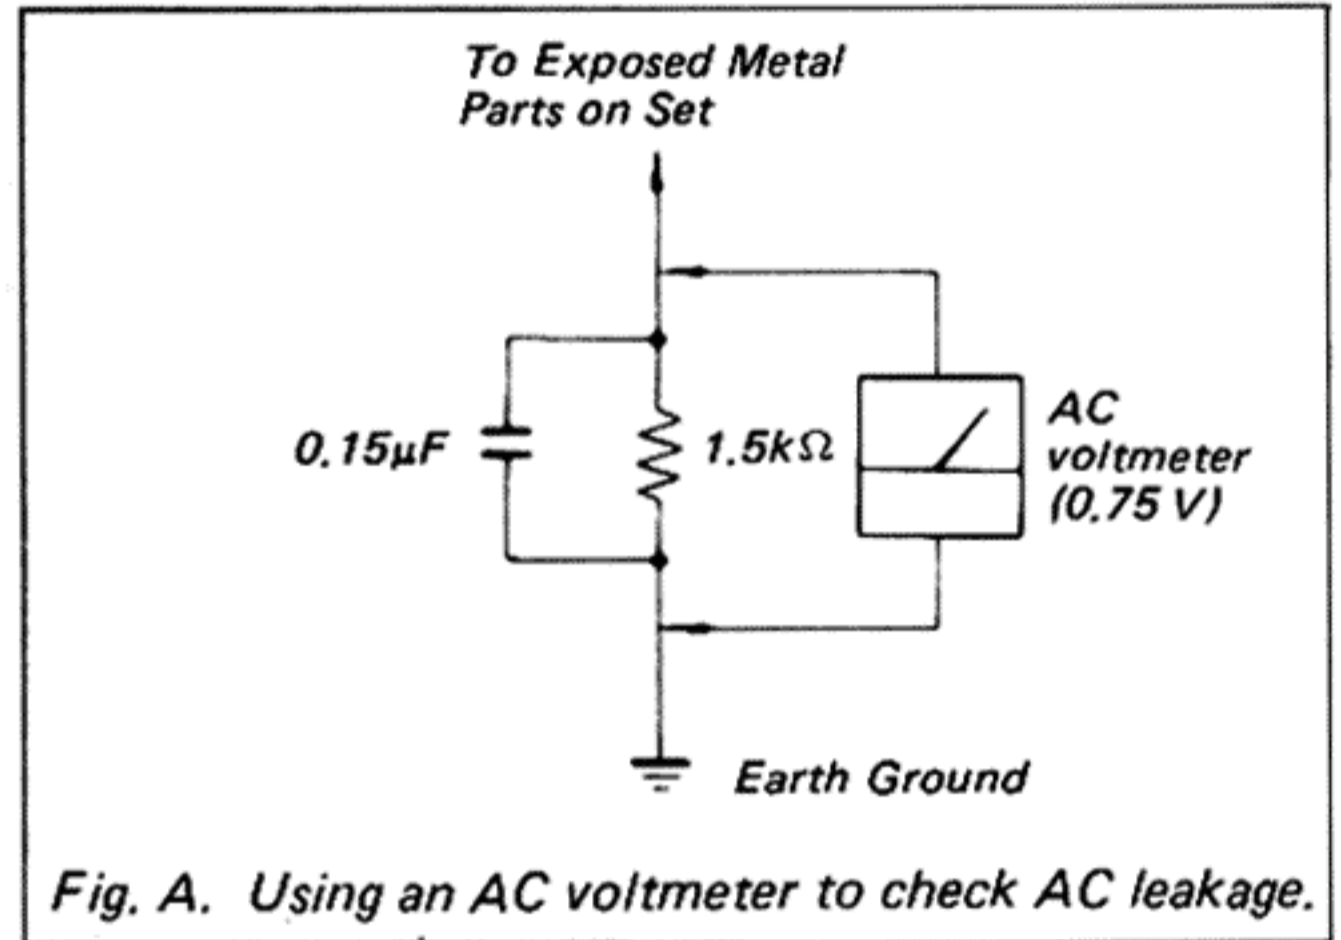 To Exposed Metal
Parts on Set
0.15μF
1.5kΩ
AC
voltmeter
(0.75 V)
Earth Ground
Fig. A. Using an AC voltmeter to check AC leakage.